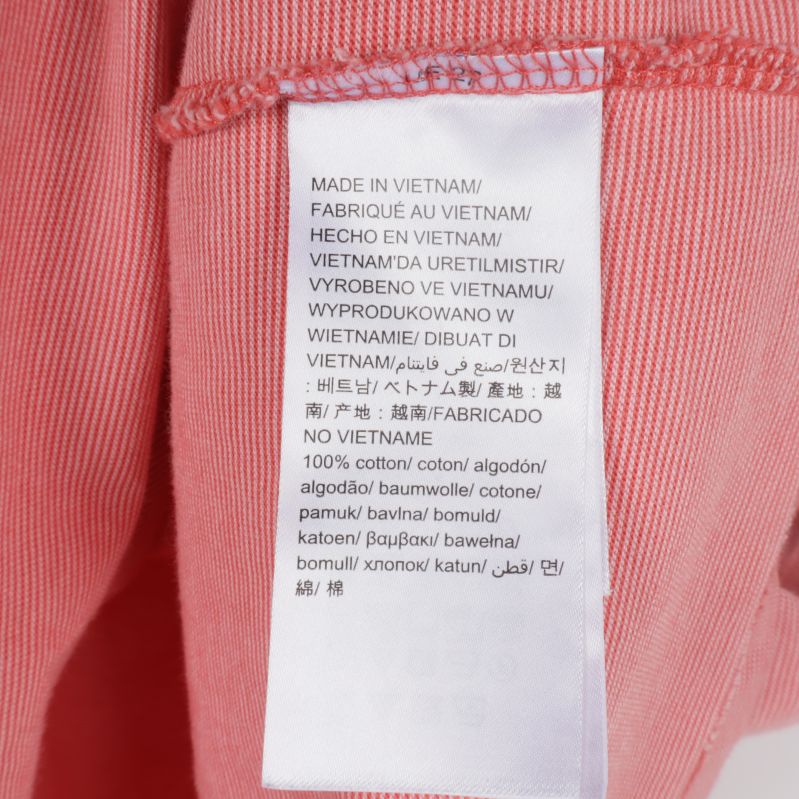 MADE IN VIETNAM/
FABRIQUÉ AU VIETNAM/
HECHO EN VIETNAM/
VIETNAM'DA URETILMISTIR/
VYROBENO VE VIETNAMU/
WYPRODUKOWANO W
WIETNAMIE/ DIBUAT DI
VIETNAM/صنع في فايتنام/원산지
: 베트남/ ベトナム製/ 產地 : 越
南/ 产地 : 越南/FABRICADO
NO VIETNAME
100% cotton/ coton/ algodón/
algodão/ baumwolle/ cotone/
pamuk/ bavlna/ bomuld/
katoen/ βαμβακι/ bawełna/
bomull/ хлопок/ katun/ قطن/ 면/
綿/ 棉